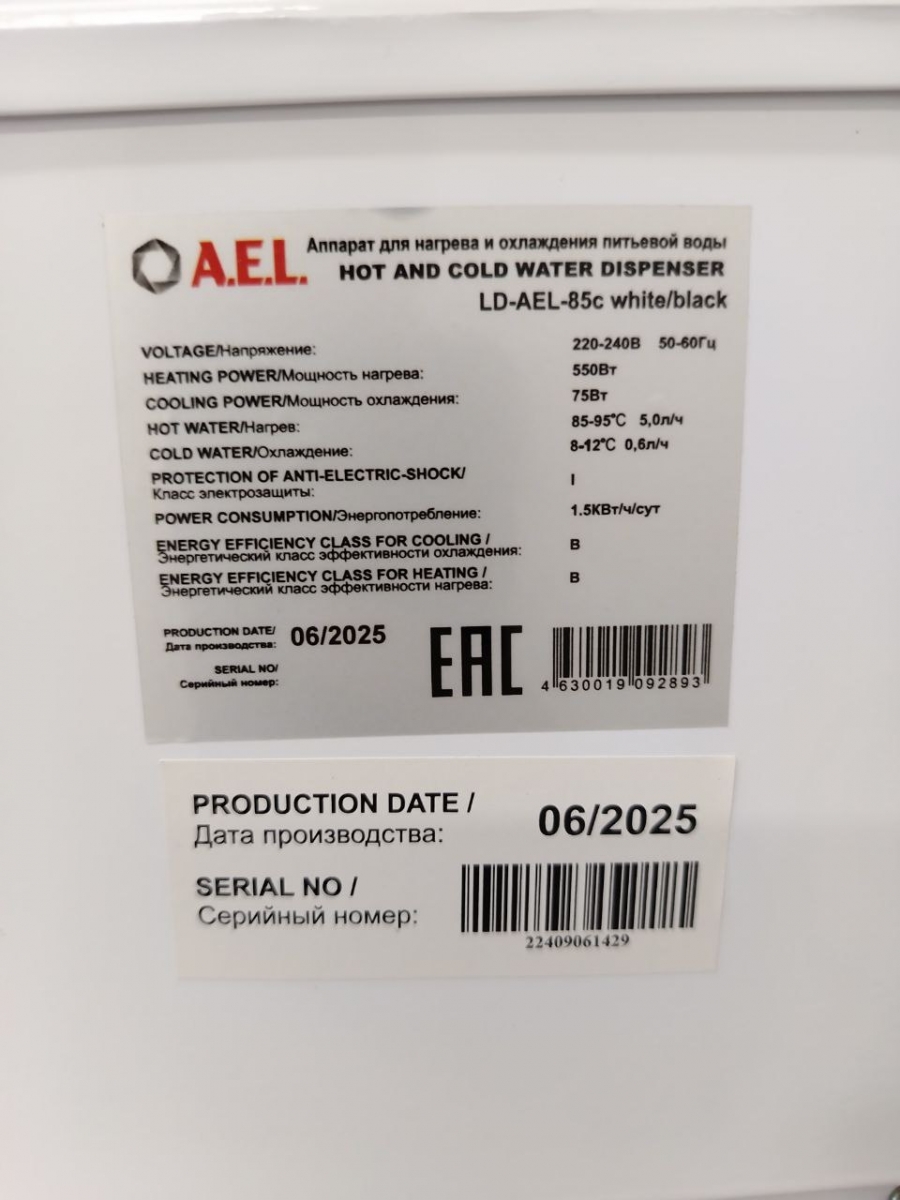 A.E.L.
Аппарат для нагрева и охлаждения питьевой воды
HOT AND COLD WATER DISPENSER
LD-AEL-85c white/black
VOLTAGE/Напряжение: 220-240В 50-60Гц
HEATING POWER/Мощность нагрева: 550Вт
COOLING POWER/Мощность охлаждения: 75Вт
HOT WATER/Нагрев: 85-95°C 5,0л/ч
COLD WATER/Охлаждение: 8-12°C 0,6л/ч
PROTECTION OF ANTI-ELECTRIC-SHOCK/
Класс электрозащиты: I
POWER CONSUMPTION/Энергопотребление: 1.5КВт/ч/сут
ENERGY EFFICIENCY CLASS FOR COOLING /
Энергетический класс эффективности охлаждения: B
ENERGY EFFICIENCY CLASS FOR HEATING /
Энергетический класс эффективности нагрева: B
PRODUCTION DATE/
Дата производства: 06/2025
SERIAL NO/
Серийный номер:
EAC
4 630019 092893
PRODUCTION DATE /
Дата производства: 06/2025
SERIAL NO /
Серийный номер:
22409061429